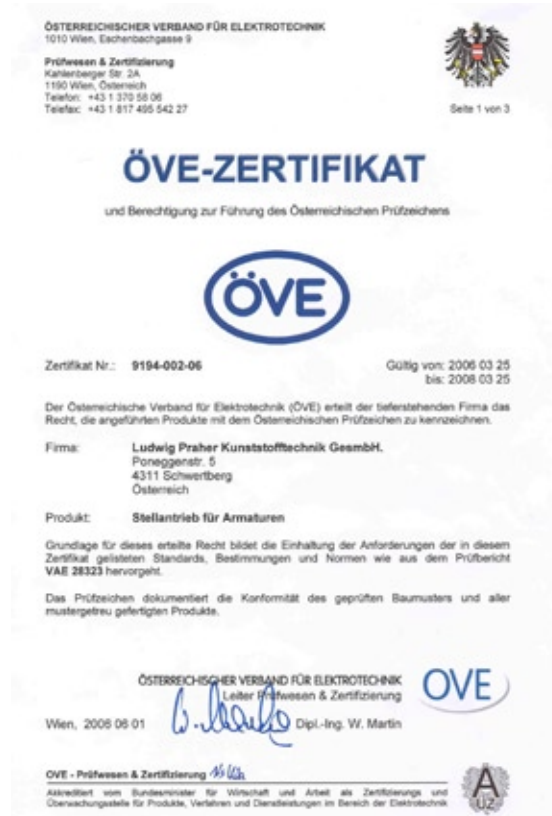 ÖSTERREICHISCHER VERBAND FÜR ELEKTROTECHNIK
1010 Wien, Eschenbachgasse 9
Prüfwesen & Zertifizierung
Kahlenberger Str. 2A
1190 Wien, Österreich
Telefon: +43 1 370 58 06
Telefax: +43 1 817 495 542 27
Seite 1 von 3
ÖVE-ZERTIFIKAT
und Berechtigung zur Führung des Österreichischen Prüfzeichens
ÖVE
Zertifikat Nr.: 9194-002-06
Gültig von: 2006 03 25
bis: 2008 03 25
Der Österreichische Verband für Elektrotechnik (ÖVE) erteilt der tieferstehenden Firma das
Recht, die angeführten Produkte mit dem Österreichischen Prüfzeichen zu kennzeichnen.
Firma: Ludwig Praher Kunststofftechnik GesmbH.
Poneggenstr. 5
4311 Schwertberg
Österreich
Produkt: Stellantrieb für Armaturen
Grundlage für dieses erteilte Recht bildet die Einhaltung der Anforderungen der in diesem
Zertifikat gelisteten Standards, Bestimmungen und Normen wie aus dem Prüfbericht
VAE 28323 hervorgeht.
Das Prüfzeichen dokumentiert die Konformität des geprüften Baumusters und aller
mustergetreu gefertigten Produkte.
ÖSTERREICHISCHER VERBAND FÜR ELEKTROTECHNIK
Leiter Prüfwesen & Zertifizierung
OVE
Wien, 2006 06 01
Dipl.-Ing. W. Martin
OVE - Prüfwesen & Zertifizierung
Akkreditiert vom Bundesminister für Wirtschaft und Arbeit als Zertifizierungs und
Überwachungsstelle für Produkte, Verfahren und Dienstleistungen im Bereich der Elektrotechnik
A
UZ